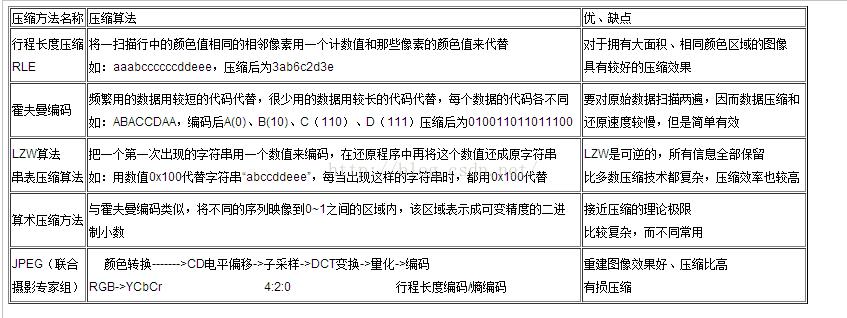 压缩方法名称 压缩算法 优、缺点
行程长度压缩 将一扫描行中的颜色值相同的相邻像素用一个计数值和那些像素的颜色值来代替 对于拥有大面积、相同颜色区域的图像
RLE 如：aaabccccccddeee，压缩后为3ab6c2d3e 具有较好的压缩效果
霍夫曼编码 频繁用的数据用较短的代码代替，很少用的数据用较长的代码代替，每个数据的代码各不同 要对原始数据扫描两遍，因而数据压缩和
如：ABACCDAA，编码后A(0)、B(10)、C（110）、D（111）压缩后为010011011011100 还原速度较慢，但是简单有效
LZW算法 把一个第一次出现的字符串用一个数值来编码，在还原程序中再将这个数值还成原字符串 LZW是可逆的，所有信息全部保留
串表压缩算法 如：用数值0x100代替字符串“abccddeee”，每当出现这样的字符串时，都用0x100代替 比多数压缩技术都复杂，压缩效率也较高
算术压缩方法 与霍夫曼编码类似，将不同的序列映像到0~1之间的区域内，该区域表示成可变精度的二进 接近压缩的理论极限
制小数 比较复杂，而不同常用
JPEG（联合 颜色转换------->CD电平偏移->子采样->DCT变换->量化->编码 重建图像效果好、压缩比高
摄影专家组） RGB->YCbCr 4:2:0 行程长度编码/熵编码 有损压缩